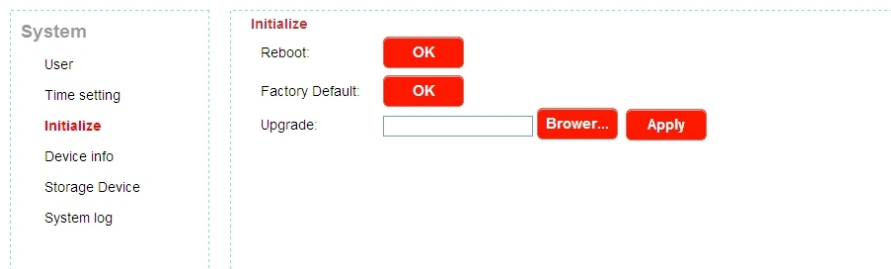 System
User
Time setting
Initialize
Device info
Storage Device
System log
Initialize
Reboot: OK
Factory Default: OK
Upgrade: Brower... Apply